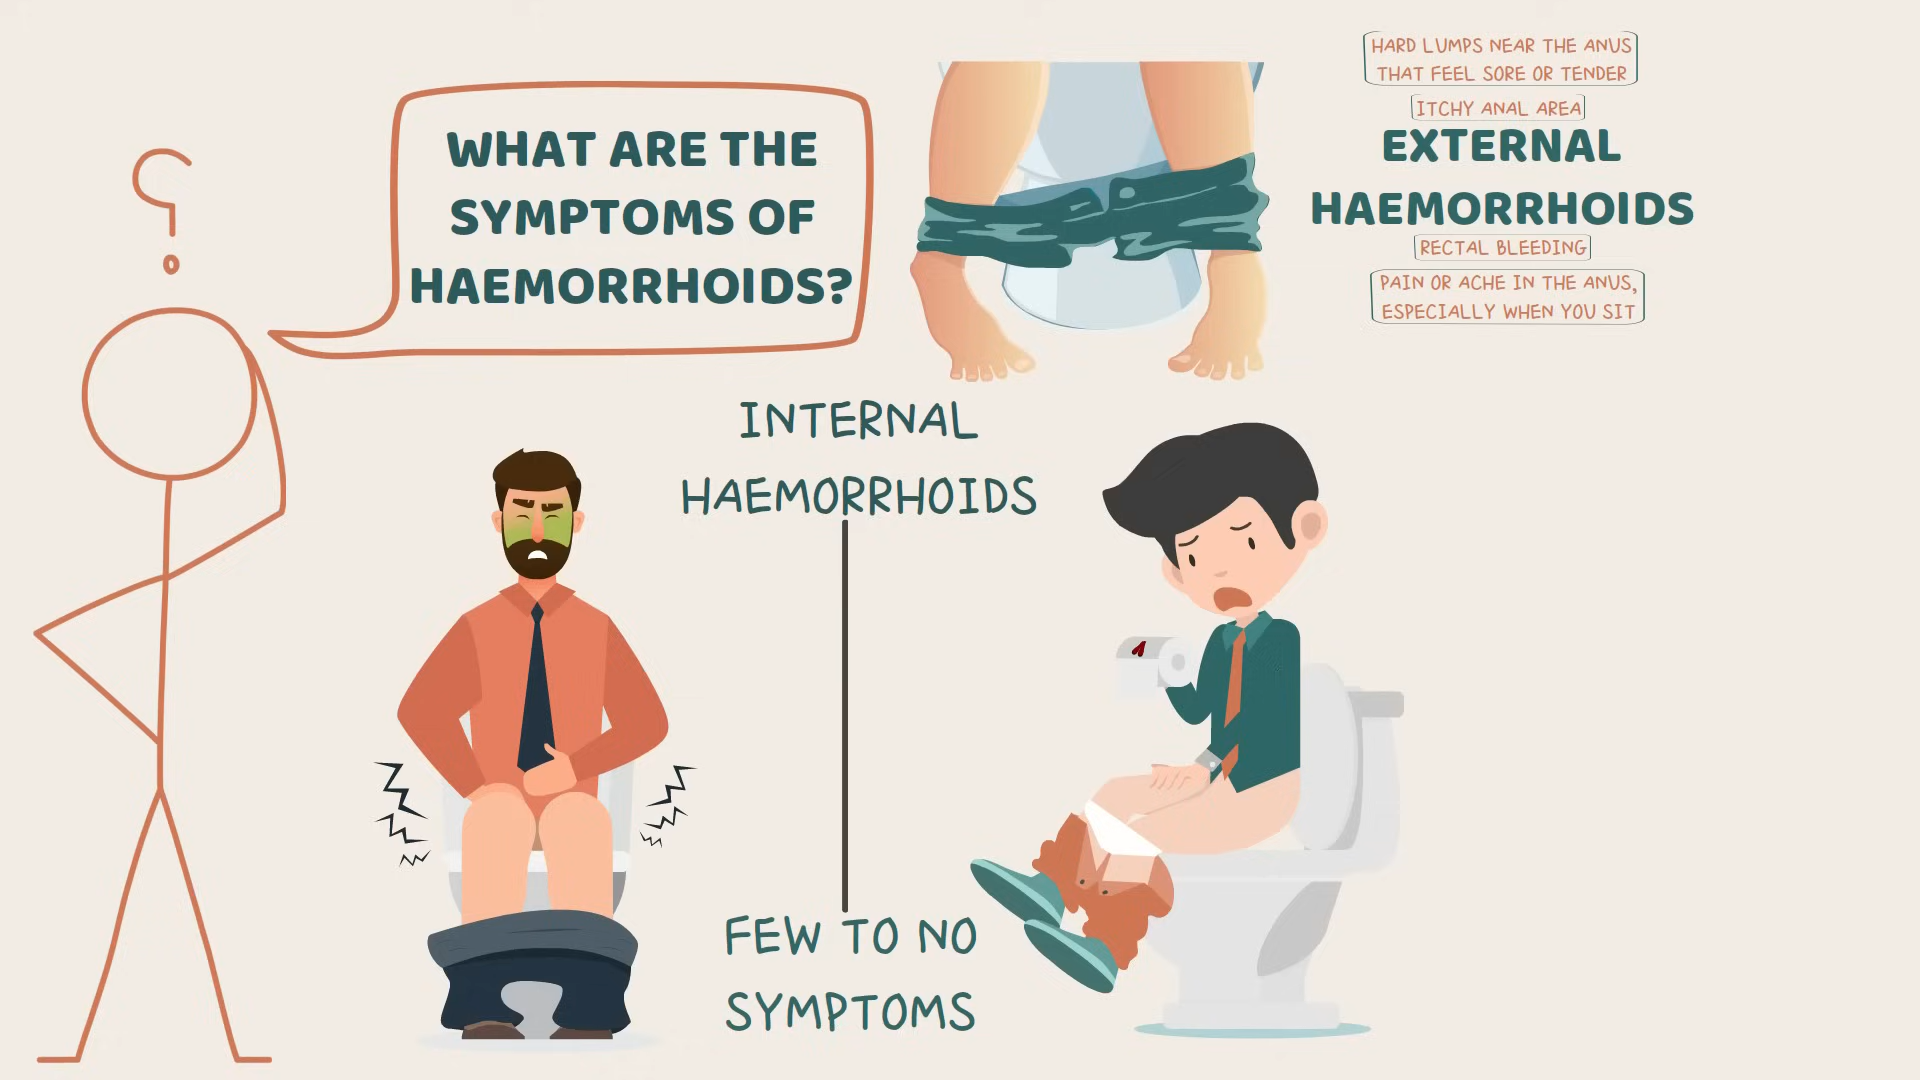 WHAT ARE THE
SYMPTOMS OF
HAEMORRHOIDS?
HARD LUMPS NEAR THE ANUS
THAT FEEL SORE OR TENDER
ITCHY ANAL AREA
EXTERNAL
HAEMORRHOIDS
RECTAL BLEEDING
PAIN OR ACHE IN THE ANUS,
ESPECIALLY WHEN YOU SIT
INTERNAL
HAEMORRHOIDS
FEW TO NO
SYMPTOMS